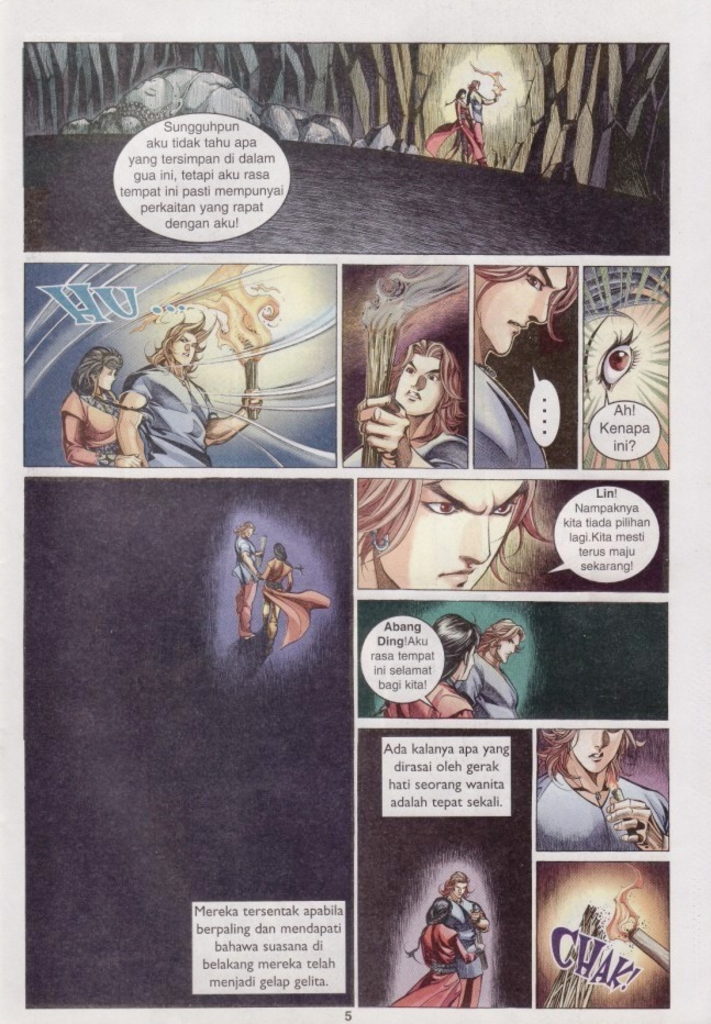 Sungguhpun
aku tidak tahu apa
yang tersimpan di dalam
gua ini, tetapi aku rasa
tempat ini pasti mempunyai
perkaitan yang rapat
dengan aku!
HU...
....
Ah!
Kenapa
ini?
Lin!
Nampaknya
kita tiada pilihan
lagi.Kita mesti
terus maju
sekarang!
Abang
Ding!Aku
rasa tempat
ini selamat
bagi kita!
Mereka tersentak apabila
berpaling dan mendapati
bahawa suasana di
belakang mereka telah
menjadi gelap gelita.
Ada kalanya apa yang
dirasai oleh gerak
hati seorang wanita
adalah tepat sekali.
CHAK!
5